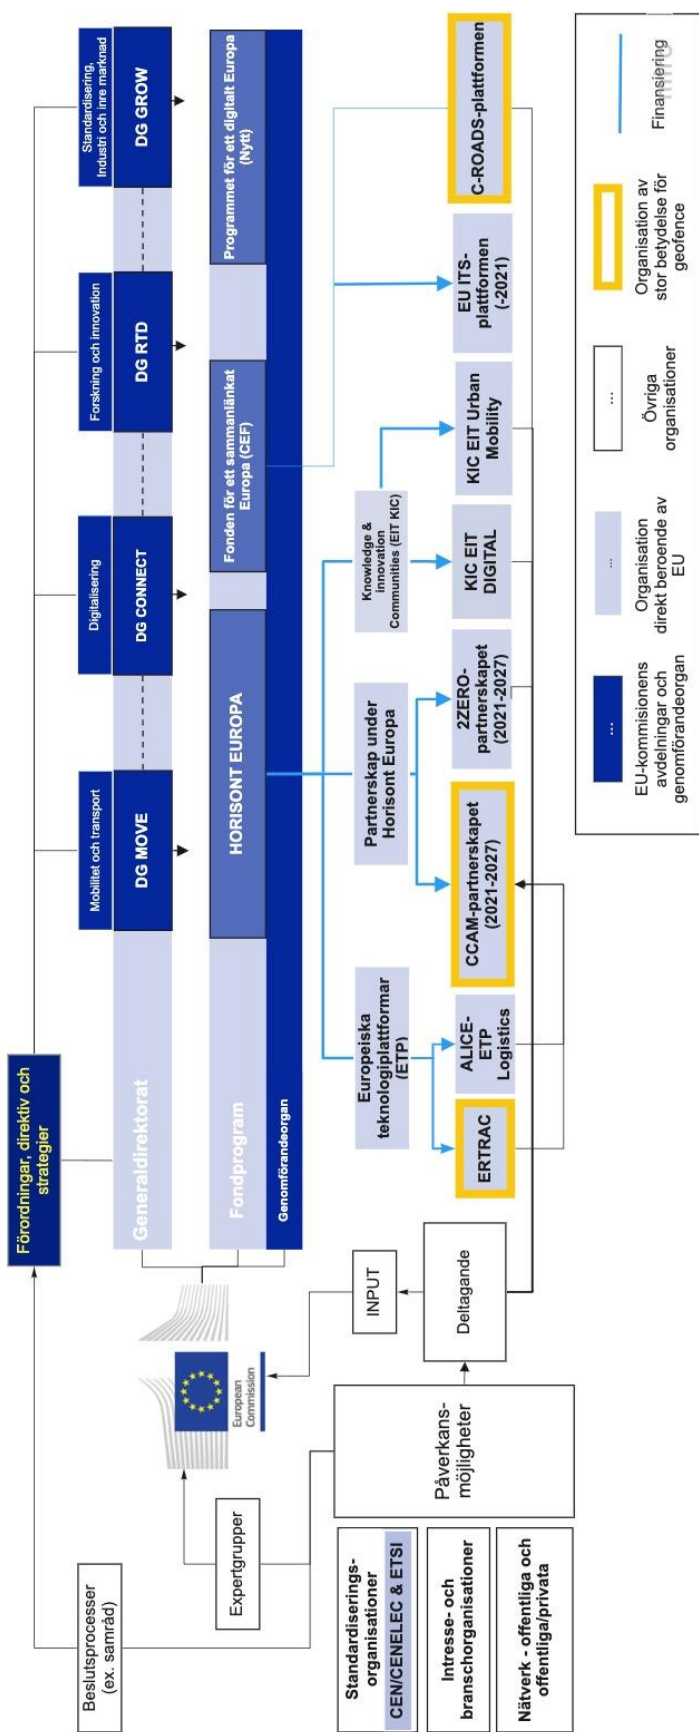 Beslutsprocesser
(ex. samråd)
Förordningar, direktiv och
strategier
Expertgrupper
European
Commission
Generaldirektorat
Mobilitet och transport
DG MOVE
Digitalisering
DG CONNECT
Forskning och innovation
DG RTD
Standardisering,
Industri och inre marknad
DG GROW
Fondprogram
HORISONT EUROPA
Fonden för ett sammanlänkat
Europa (CEF)
Programmet för ett digitalt Europa
(Nytt)
Genomförandeorgan
INPUT
Deltagande
Påverkans-
möjligheter
Standardiserings-
organisationer
CEN/CENELEC & ETSI
Intresse- och
branschorganisationer
Nätverk - offentliga och
offentliga/privata
Europeiska
teknologiplattformar
(ETP)
Partnerskap under
Horisont Europa
Knowledge &
innovation
Communities (EIT KIC)
ERTRAC
ALICE-
ETP
Logistics
CCAM-partnerskapet
(2021-2027)
2ZERO-
partnerskapet
(2021-2027)
KIC EIT
DIGITAL
KIC EIT Urban
Mobility
EU ITS-
plattformen
(-2021)
C-ROADS-plattformen
...
EU-kommisionens
avdelningar och
genomförandeorgan
...
Organisation
direkt beroende av
EU
...
Övriga
organisationer
Organisation av
stor betydelse för
geofence
Finansiering
miro